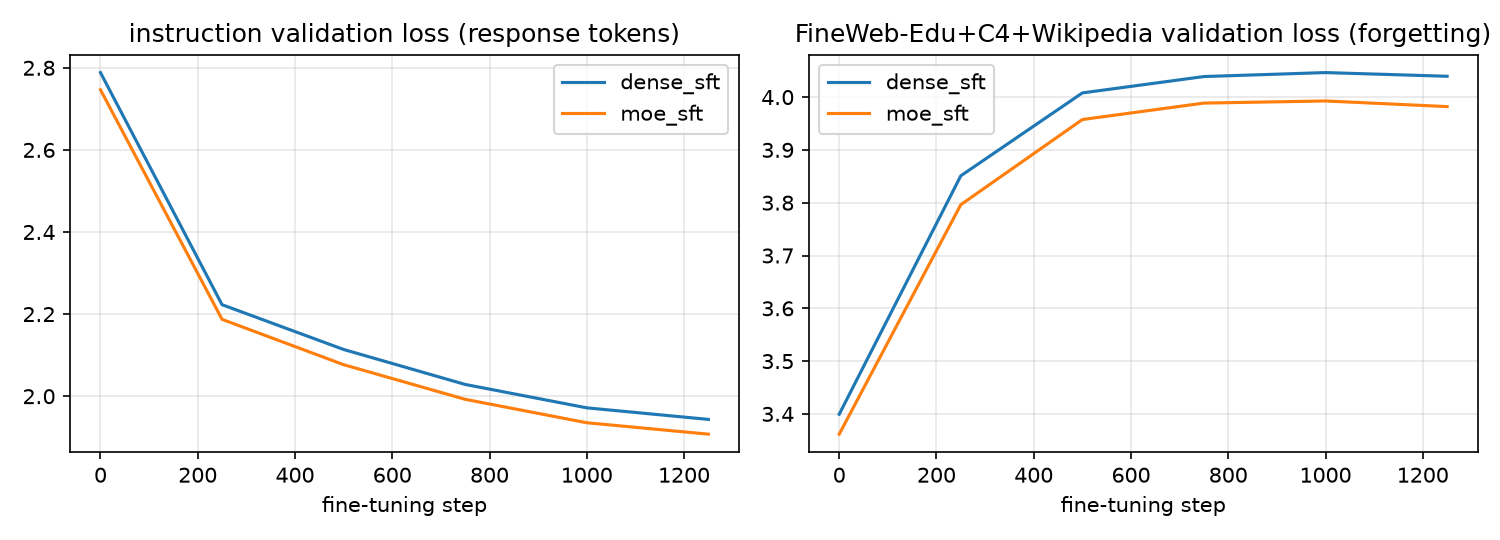 instruction validation loss (response tokens)
2.8
2.6
2.4
2.2
2.0
dense_sft
moe_sft
0 200 400 600 800 1000 1200
fine-tuning step
FineWeb-Edu+C4+Wikipedia validation loss (forgetting)
4.0
3.9
3.8
3.7
3.6
3.5
3.4
dense_sft
moe_sft
0 200 400 600 800 1000 1200
fine-tuning step